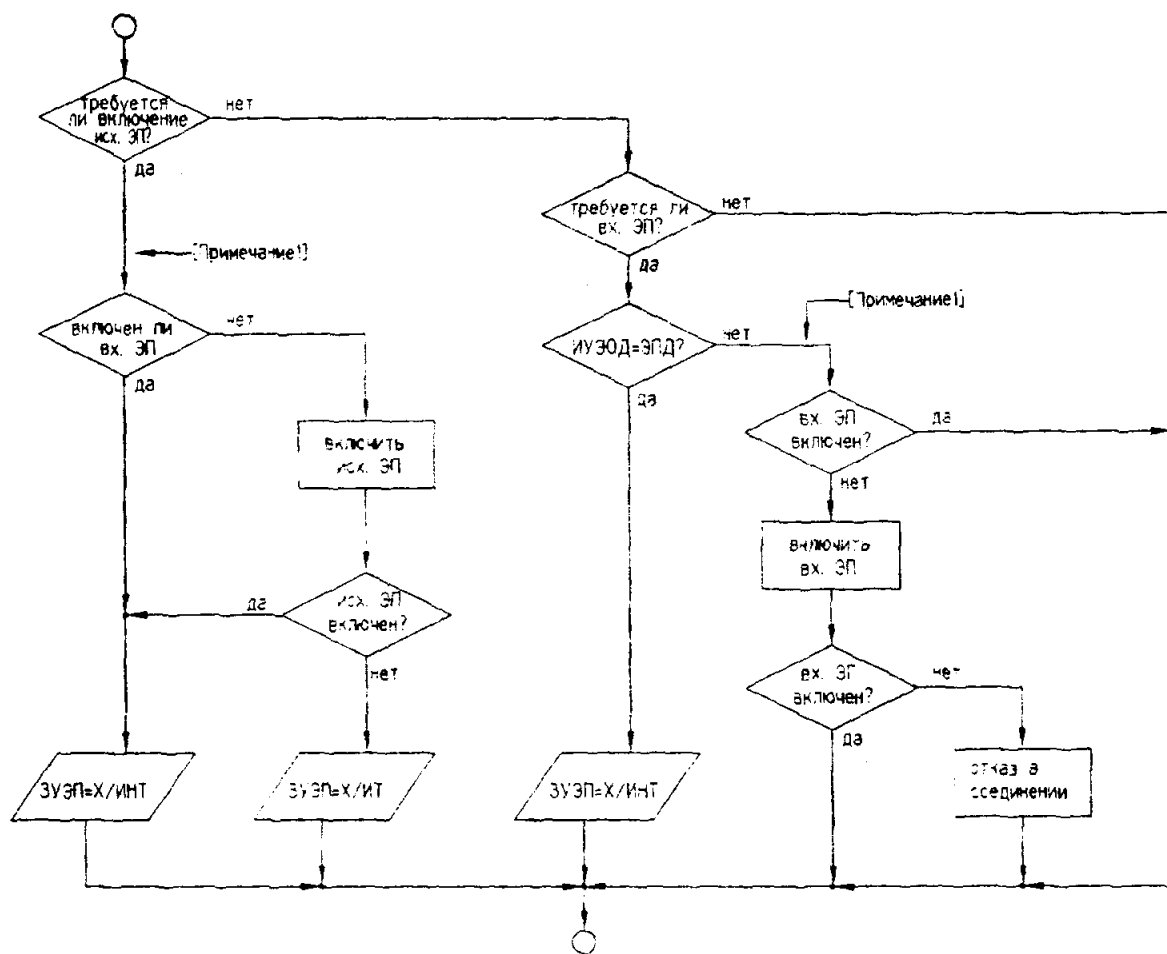 требуется
ли включение
исх. ЭП?
нет
да
требуется ли
вх. ЭП?
нет
да
[Примечание1]
[Примечание1]
включен ли
вх. ЭП
нет
да
ИУЭОД=ЭПД?
нет
да
вх. ЭП
включен?
да
нет
включить
исх. ЭП
включить
вх. ЭП
исх. ЭП
включен?
да
нет
вх. ЭП
включен?
нет
да
ЗУЭП=Х/ИНТ
ЗУЭП=Х/ИТ
ЗУЭП=Х/ИНТ
отказ в
соединении